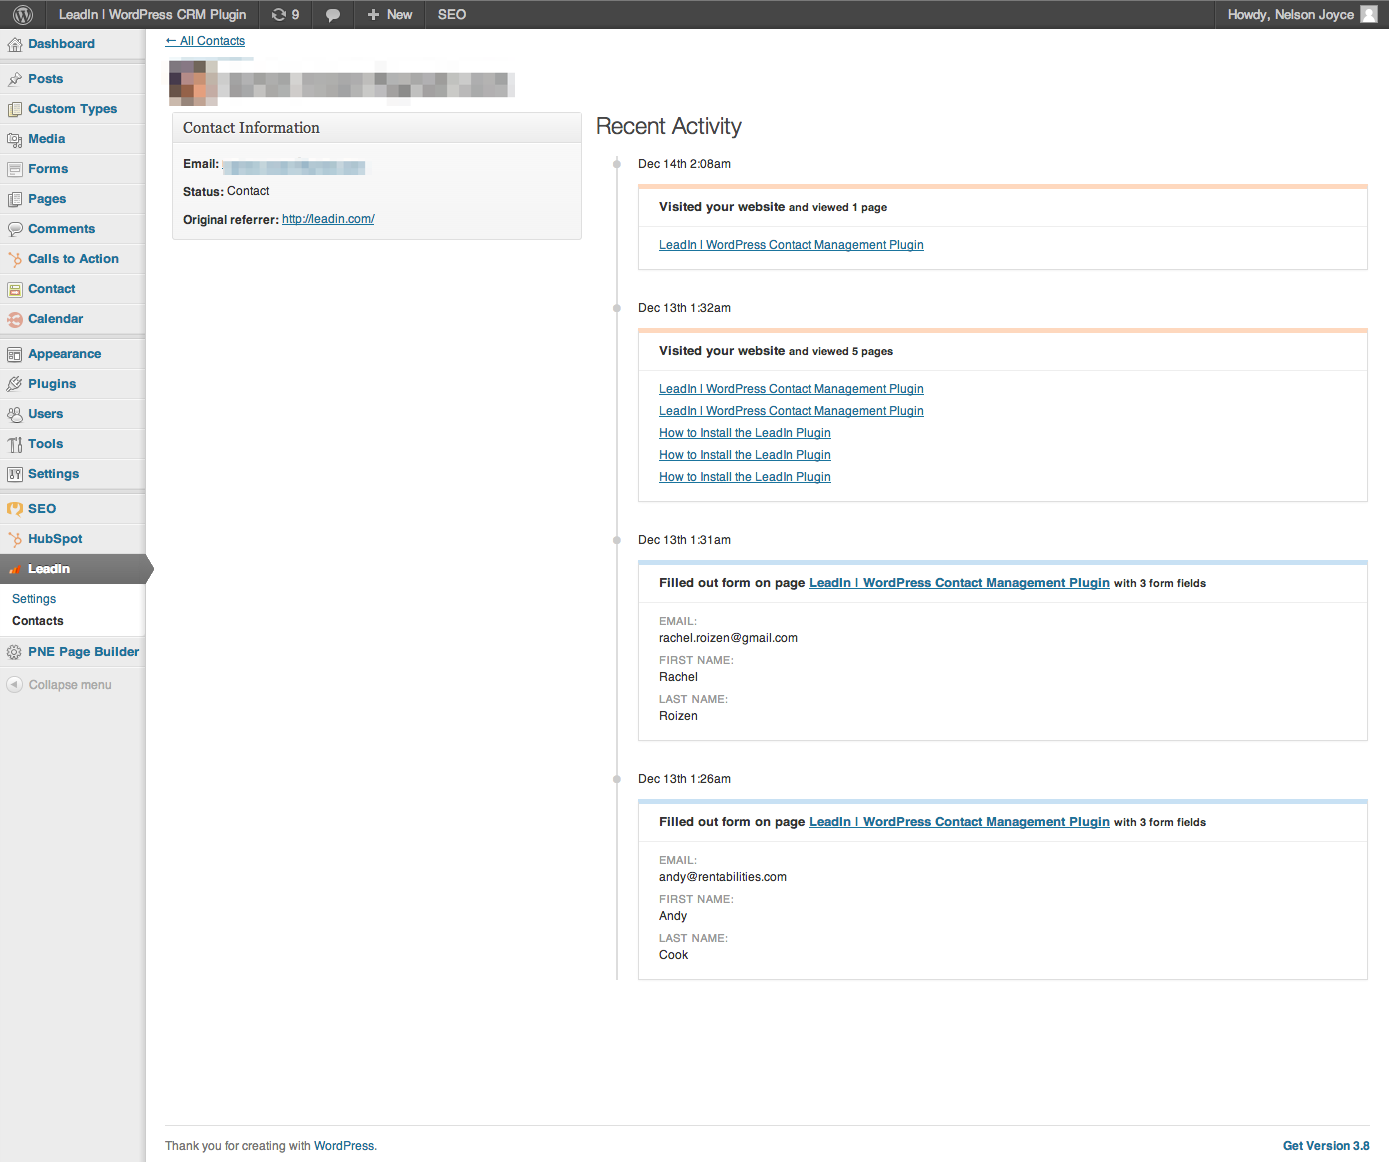 LeadIn | WordPress CRM Plugin 9 New SEO Howdy, Nelson Joyce
Dashboard
Posts
Custom Types
Media
Forms
Pages
Comments
Calls to Action
Contact
Calendar
Appearance
Plugins
Users
Tools
Settings
SEO
HubSpot
LeadIn
Settings
Contacts
PNE Page Builder
Collapse menu
← All Contacts
Contact Information
Email:
Status: Contact
Original referrer: http://leadin.com/
Recent Activity
Dec 14th 2:08am
Visited your website and viewed 1 page
LeadIn | WordPress Contact Management Plugin
Dec 13th 1:32am
Visited your website and viewed 5 pages
LeadIn | WordPress Contact Management Plugin
LeadIn | WordPress Contact Management Plugin
How to Install the LeadIn Plugin
How to Install the LeadIn Plugin
How to Install the LeadIn Plugin
Dec 13th 1:31am
Filled out form on page LeadIn | WordPress Contact Management Plugin with 3 form fields
EMAIL:
rachel.roizen@gmail.com
FIRST NAME:
Rachel
LAST NAME:
Roizen
Dec 13th 1:26am
Filled out form on page LeadIn | WordPress Contact Management Plugin with 3 form fields
EMAIL:
andy@rentabilities.com
FIRST NAME:
Andy
LAST NAME:
Cook
Thank you for creating with WordPress.
Get Version 3.8